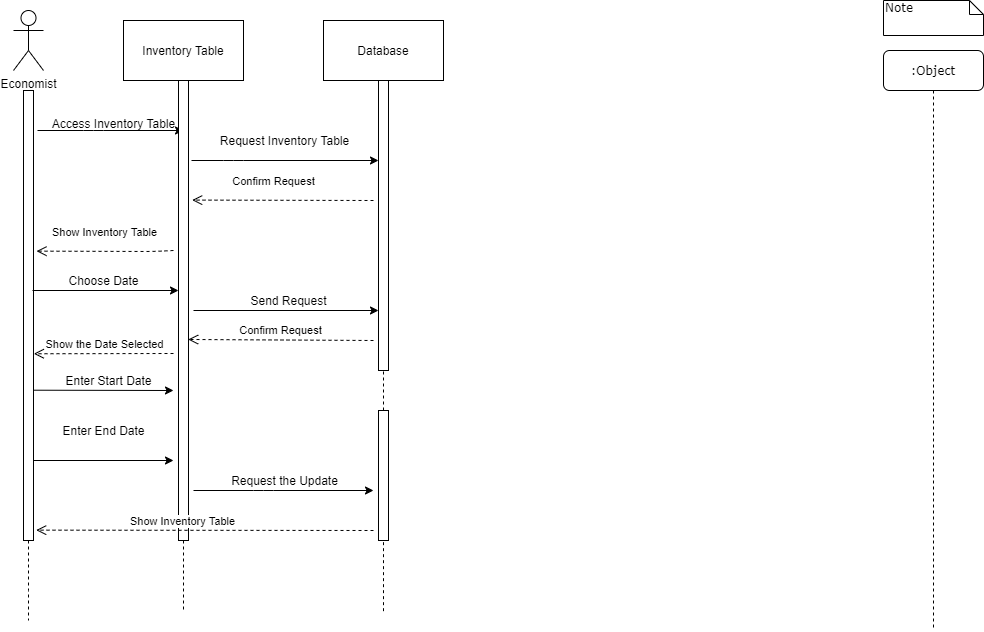 Note
Inventory Table
Database
:Object
Economist
Access Inventory Table
Request Inventory Table
Confirm Request
Show Inventory Table
Choose Date
Send Request
Confirm Request
Show the Date Selected
Enter Start Date
Enter End Date
Request the Update
Show Inventory Table